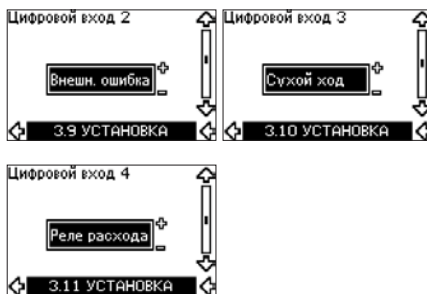 Цифровой вход 2
Внешн. ошибка
3.9 УСТАНОВКА
Цифровой вход 3
Сухой ход
3.10 УСТАНОВКА
Цифровой вход 4
Реле расхода
3.11 УСТАНОВКА